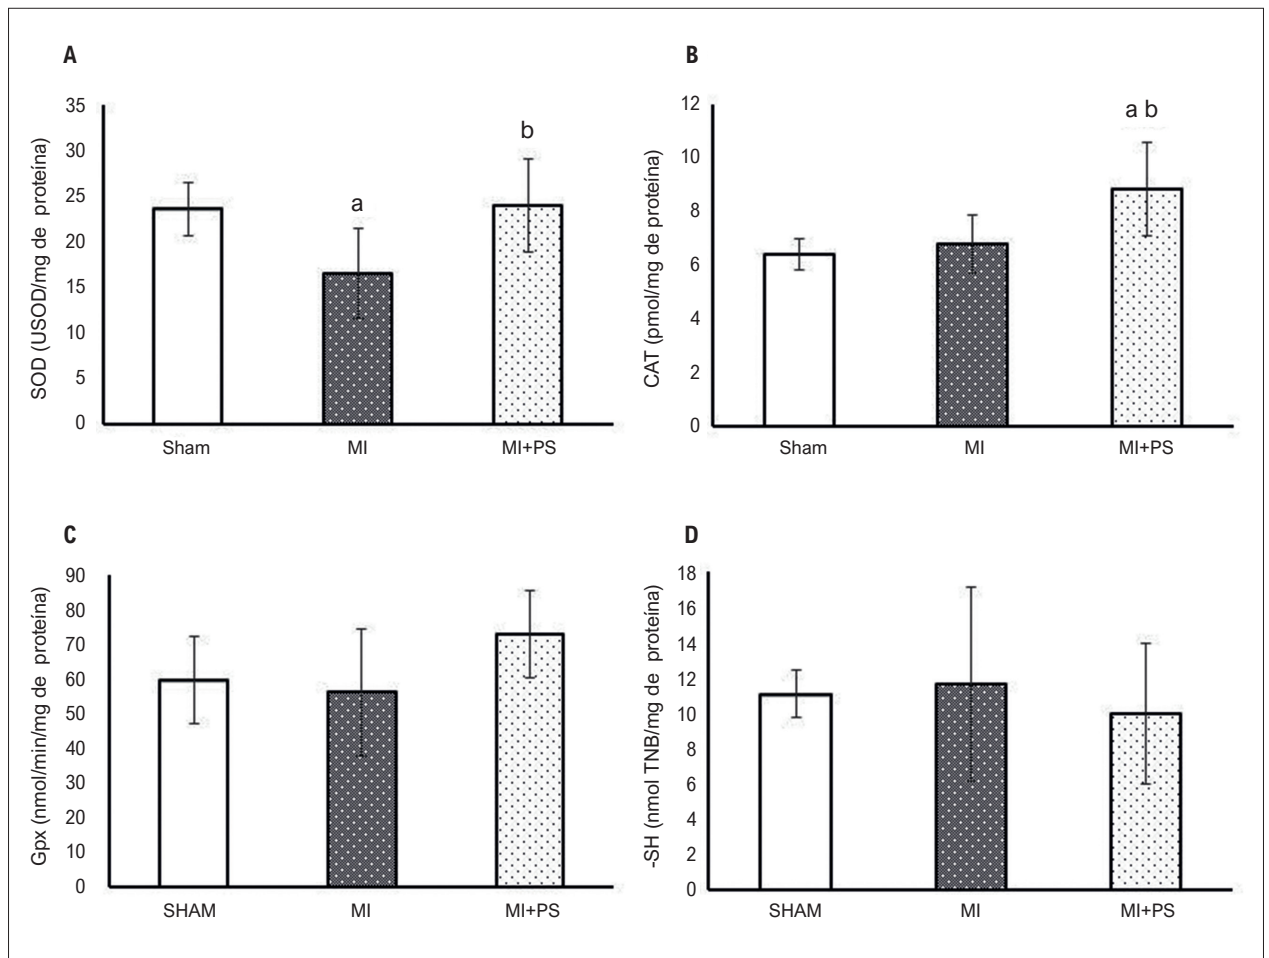 A
SOD (USOD/mg de proteína)
35
30
25
20
15
10
5
0
a
b
Sham MI MI+PS
B
CAT (pmol/mg de proteína)
12
10
8
6
4
2
0
a b
Sham MI MI+PS
C
Gpx (nmol/min/mg de proteína)
90
80
70
60
50
40
30
20
10
0
SHAM MI MI+PS
D
-SH (nmol TNB/mg de proteína)
18
16
14
12
10
8
6
4
2
0
SHAM MI MI+PS